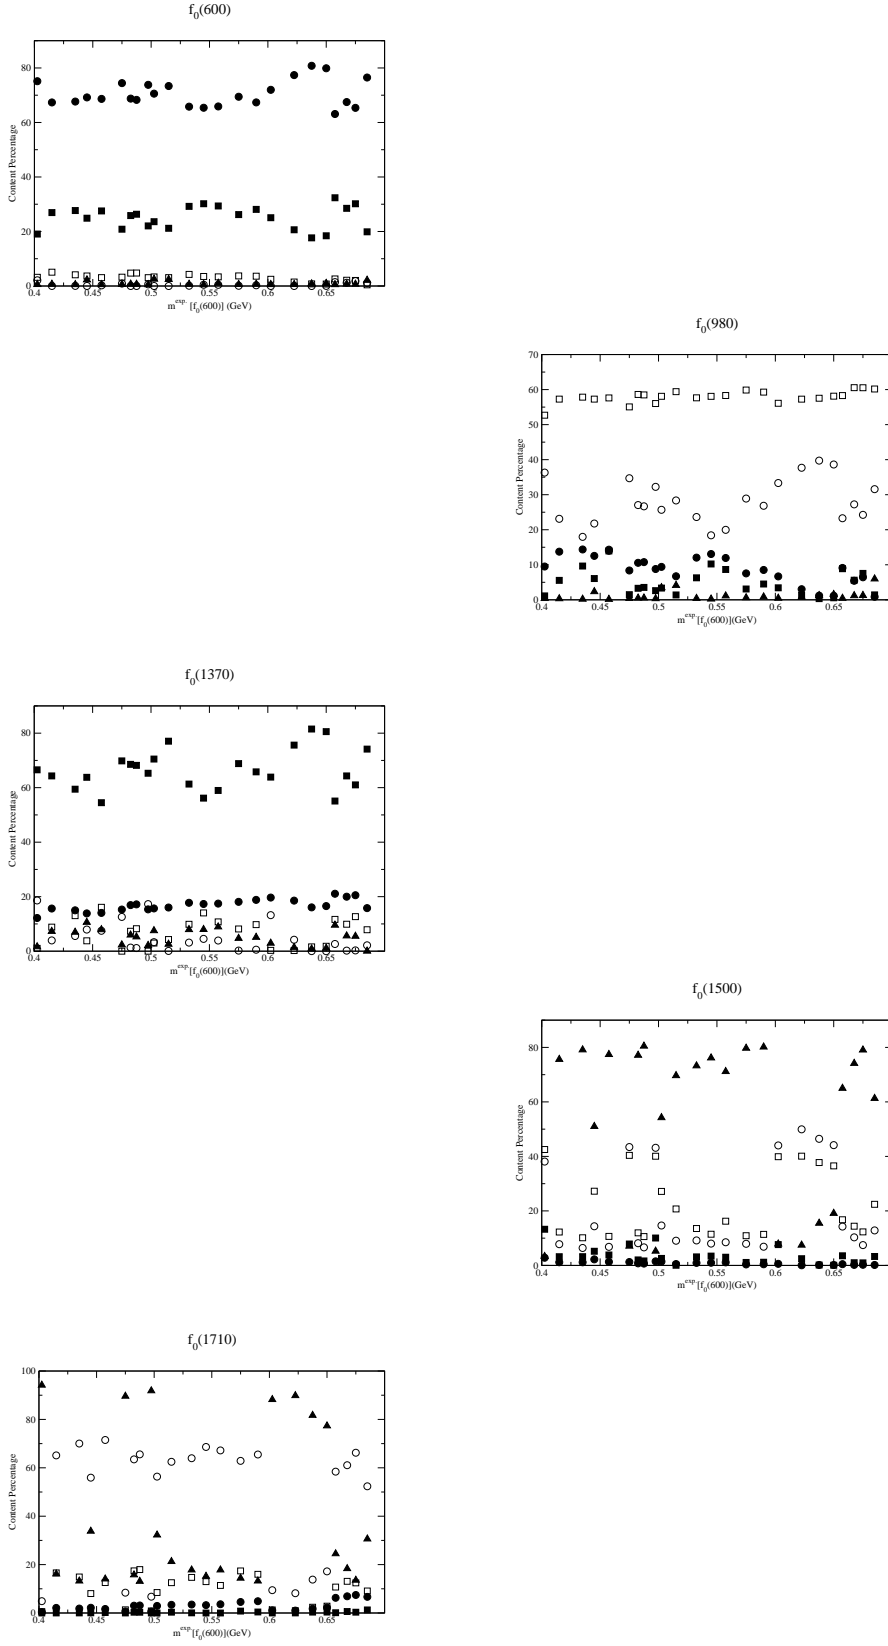 f0(600)
80
60
40
20
0
Content Percentage
0.4 0.45 0.5 0.55 0.6 0.65
m^exp. [f0(600)] (GeV)
f0(980)
70
60
50
40
30
20
10
0
Content Percentage
0.4 0.45 0.5 0.55 0.6 0.65
m^exp. [f0(600)](GeV)
f0(1370)
80
60
40
20
0
Content Percentage
0.4 0.45 0.5 0.55 0.6 0.65
m^exp. [f0(600)](GeV)
f0(1500)
80
60
40
20
0
Content Percentage
0.4 0.45 0.5 0.55 0.6 0.65
m^exp. [f0(600)](GeV)
f0(1710)
100
80
60
40
20
0
Content Percentage
0.4 0.45 0.5 0.55 0.6 0.65
m^exp. [f0(600)](GeV)